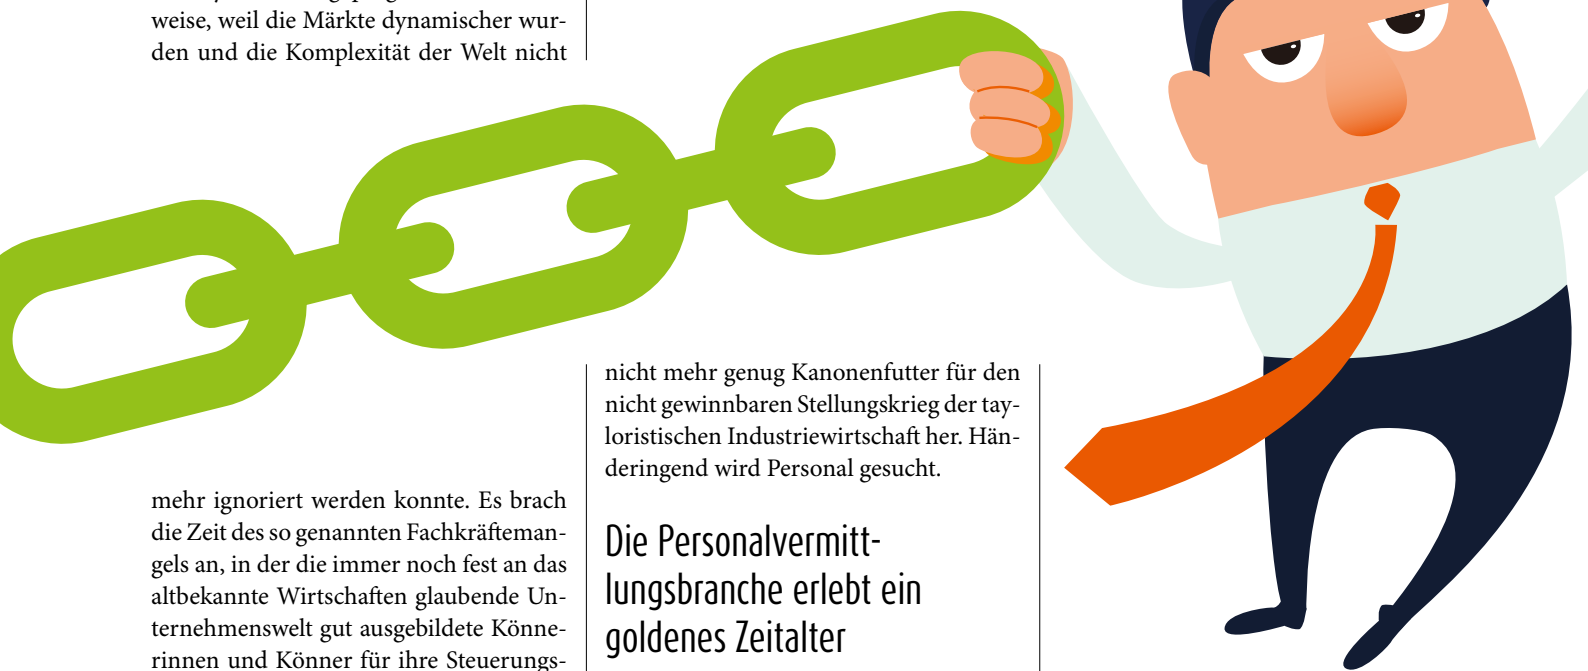 weise, weil die Märkte dynamischer wur-
den und die Komplexität der Welt nicht
mehr ignoriert werden konnte. Es brach
die Zeit des so genannten Fachkräfteman-
gels an, in der die immer noch fest an das
altbekannte Wirtschaften glaubende Un-
ternehmenswelt gut ausgebildete Könne-
rinnen und Könner für ihre Steuerungs-
nicht mehr genug Kanonenfutter für den
nicht gewinnbaren Stellungskrieg der tay-
loristischen Industriewirtschaft her. Hän-
deringend wird Personal gesucht.
Die Personalvermitt-
lungsbranche erlebt ein
goldenes Zeitalter